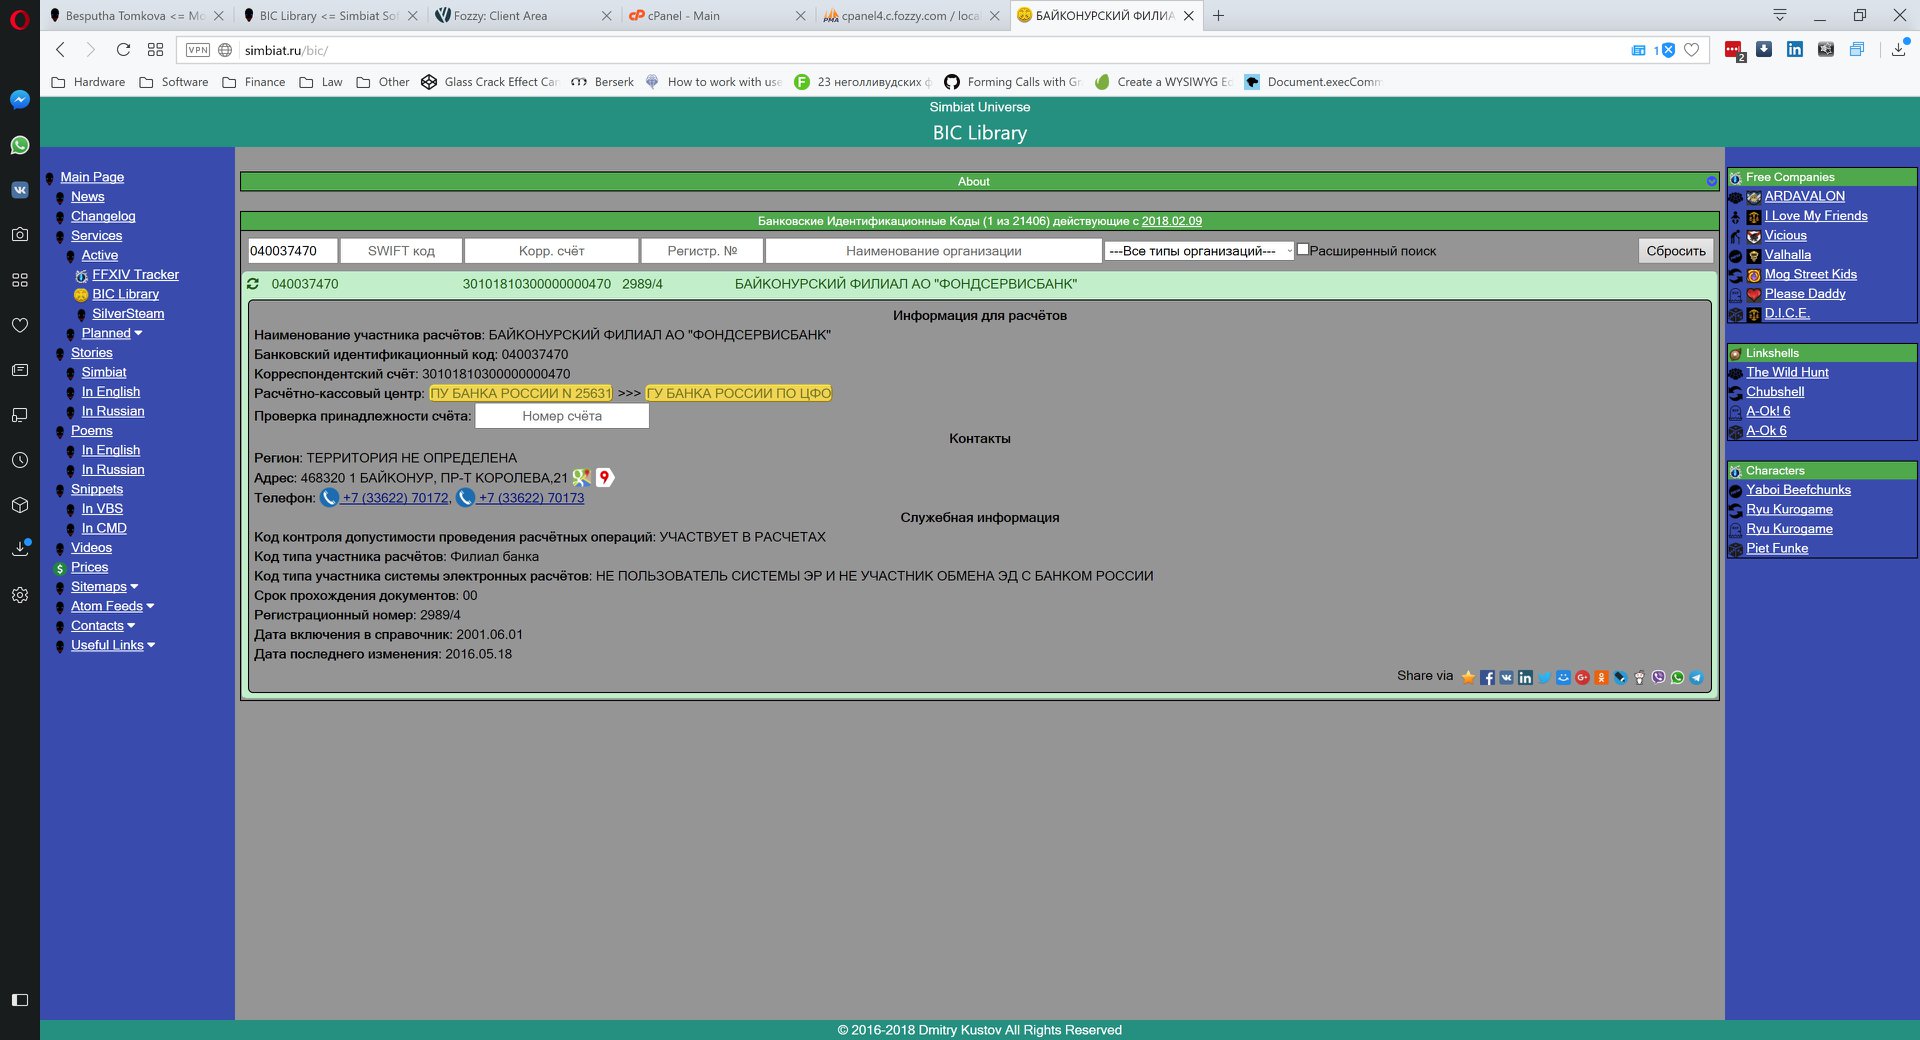 Besputha Tomkova <= Mo
BIC Library <= Simbiat Sof
Fozzy: Client Area
cPanel - Main
cpanel4.c.fozzy.com / loca
БАЙКОНУРСКИЙ ФИЛИА
VPN
simbiat.ru/bic/
1
2
Hardware
Software
Finance
Law
Other
Glass Crack Effect Can
Berserk
How to work with use
23 неголливудских ф
Forming Calls with Gr
Create a WYSIWYG Ed
Document.execComm
Simbiat Universe
BIC Library
Main Page
News
Changelog
Services
Active
FFXIV Tracker
BIC Library
SilverSteam
Planned
Stories
Simbiat
In English
In Russian
Poems
In English
In Russian
Snippets
In VBS
In CMD
Videos
Prices
Sitemaps
Atom Feeds
Contacts
Useful Links
About
Банковские Идентификационные Коды (1 из 21406) действующие с 2018.02.09
040037470 SWIFT код Корр. счёт Регистр. № Наименование организации ---Все типы организаций--- Расширенный поиск Сбросить
040037470 30101810300000000470 2989/4 БАЙКОНУРСКИЙ ФИЛИАЛ АО "ФОНДСЕРВИСБАНК"
Информация для расчётов
Наименование участника расчётов: БАЙКОНУРСКИЙ ФИЛИАЛ АО "ФОНДСЕРВИСБАНК"
Банковский идентификационный код: 040037470
Корреспондентский счёт: 30101810300000000470
Расчётно-кассовый центр: ПУ БАНКА РОССИИ N 25631 >>> ГУ БАНКА РОССИИ ПО ЦФО
Проверка принадлежности счёта: Номер счёта
Контакты
Регион: ТЕРРИТОРИЯ НЕ ОПРЕДЕЛЕНА
Адрес: 468320 1 БАЙКОНУР, ПР-Т КОРОЛЕВА,21
Телефон: +7 (33622) 70172, +7 (33622) 70173
Служебная информация
Код контроля допустимости проведения расчётных операций: УЧАСТВУЕТ В РАСЧЕТАХ
Код типа участника расчётов: Филиал банка
Код типа участника системы электронных расчётов: НЕ ПОЛЬЗОВАТЕЛЬ СИСТЕМЫ ЭР И НЕ УЧАСТНИК ОБМЕНА ЭД С БАНКОМ РОССИИ
Срок прохождения документов: 00
Регистрационный номер: 2989/4
Дата включения в справочник: 2001.06.01
Дата последнего изменения: 2016.05.18
Share via
Free Companies
ARDAVALON
I Love My Friends
Vicious
Valhalla
Mog Street Kids
Please Daddy
D.I.C.E.
Linkshells
The Wild Hunt
Chubshell
A-Ok! 6
A-Ok 6
Characters
Yaboi Beefchunks
Ryu Kurogame
Ryu Kurogame
Piet Funke
© 2016-2018 Dmitry Kustov All Rights Reserved